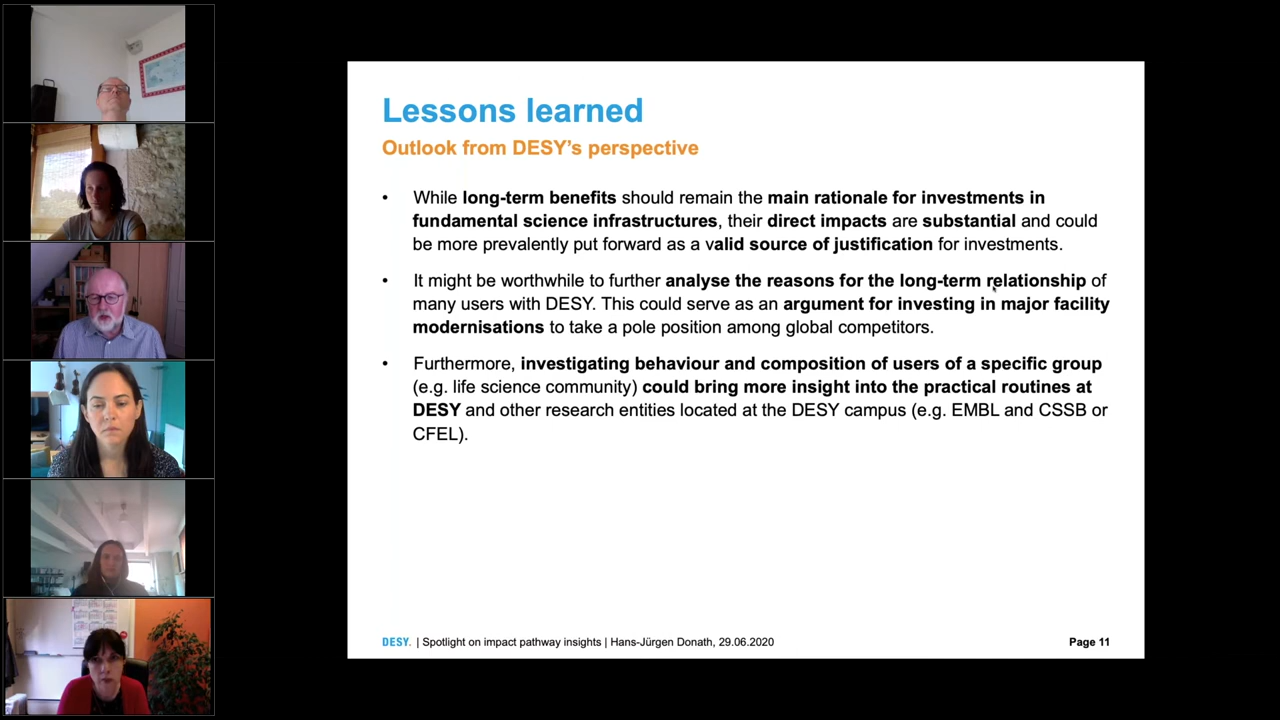 Lessons learned
Outlook from DESY's perspective
• While long-term benefits should remain the main rationale for investments in
fundamental science infrastructures, their direct impacts are substantial and could
be more prevalently put forward as a valid source of justification for investments.
• It might be worthwhile to further analyse the reasons for the long-term relationship of
many users with DESY. This could serve as an argument for investing in major facility
modernisations to take a pole position among global competitors.
• Furthermore, investigating behaviour and composition of users of a specific group
(e.g. life science community) could bring more insight into the practical routines at
DESY and other research entities located at the DESY campus (e.g. EMBL and CSSB or
CFEL).
DESY. | Spotlight on impact pathway insights | Hans-Jürgen Donath, 29.06.2020 Page 11